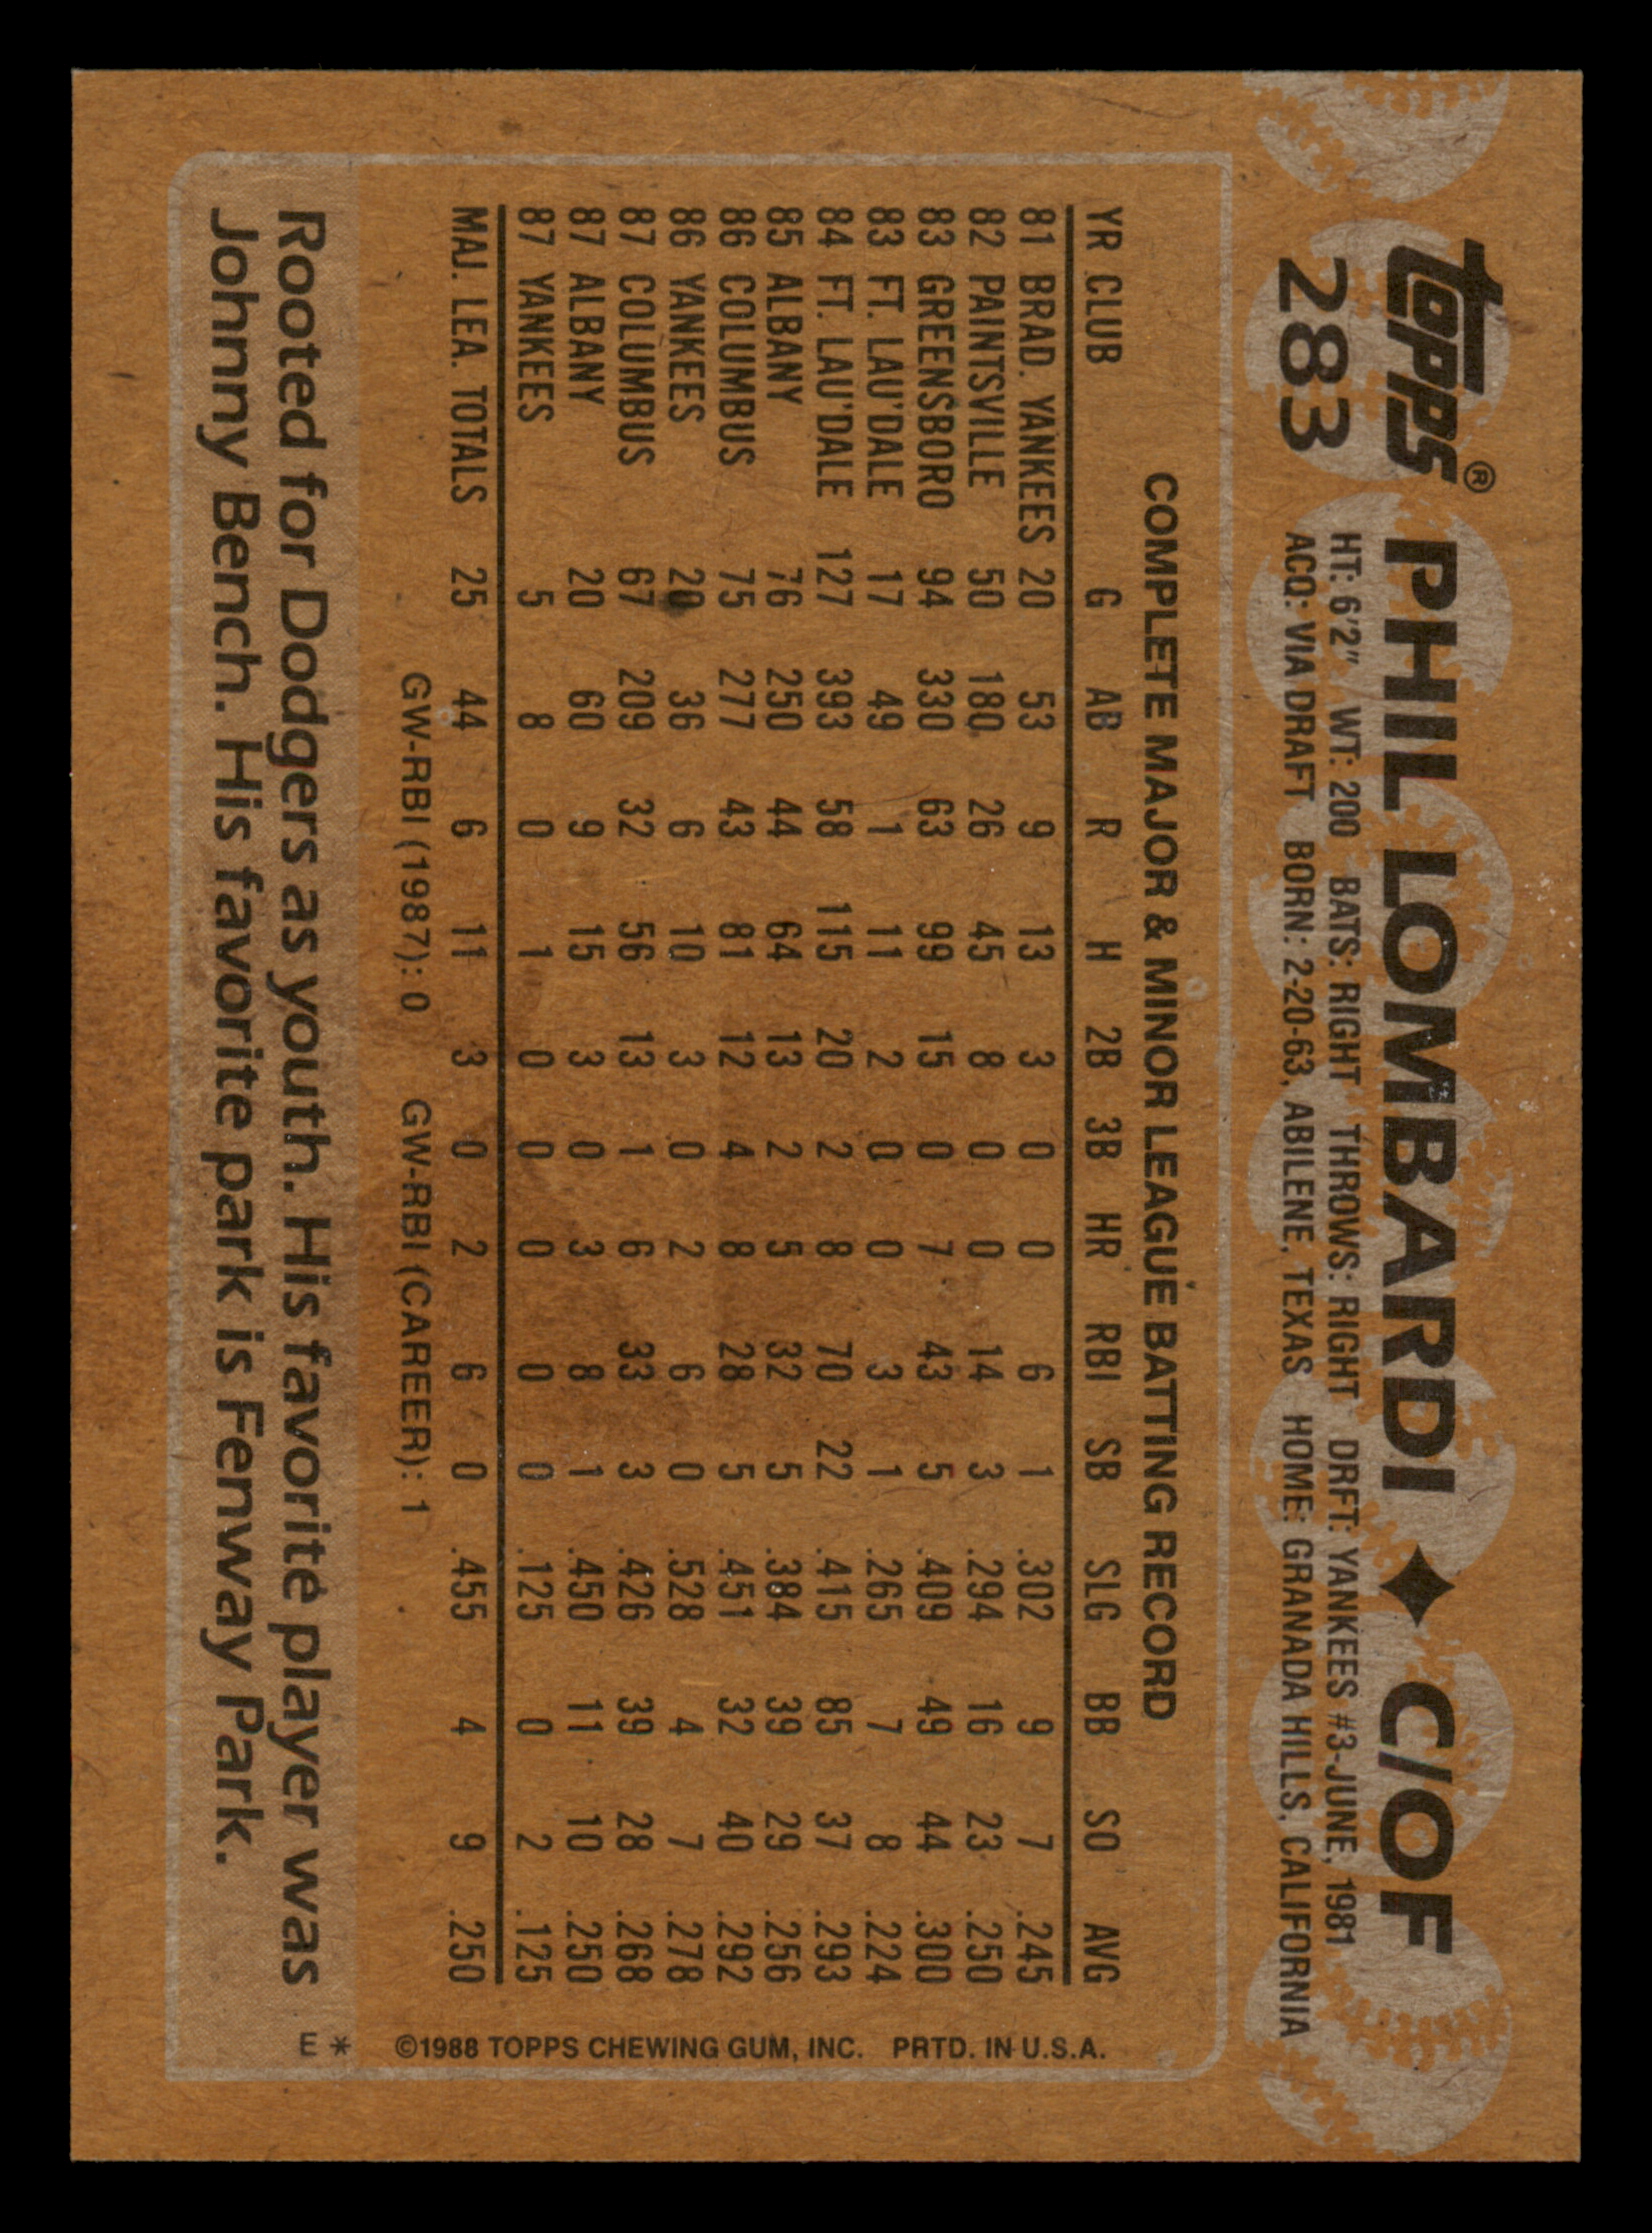 topps® PHIL LOMBARDI ♦ C/OF
283
HT: 6'2" WT: 200 BATS: RIGHT THROWS: RIGHT DRFT: YANKEES #3-JUNE, 1981
ACQ: VIA DRAFT BORN: 2-20-63, ABILENE, TEXAS HOME: GRANADA HILLS, CALIFORNIA
COMPLETE MAJOR & MINOR LEAGUE BATTING RECORD
YR CLUB G AB R H 2B 3B HR RBI SB SLG BB SO AVG
81 BRAD. YANKEES 20 53 9 13 3 0 0 6 1 .302 9 7 .245
82 PAINTSVILLE 50 180 26 45 8 0 0 14 3 .294 16 23 .250
83 GREENSBORO 94 330 63 99 15 0 7 43 5 .409 49 44 .300
83 FT. LAU'DALE 17 49 1 11 2 0 0 3 1 .265 7 8 .224
84 FT. LAU'DALE 127 393 58 115 20 2 8 70 22 .415 85 37 .293
85 ALBANY 76 250 44 64 13 2 5 32 5 .384 39 29 .256
86 COLUMBUS 75 277 43 81 12 4 8 28 5 .451 32 40 .292
86 YANKEES 20 36 6 10 3 0 2 6 0 .528 4 7 .278
87 COLUMBUS 67 209 32 56 13 1 6 33 3 .426 39 28 .268
87 ALBANY 20 60 9 15 3 0 3 8 1 .450 11 10 .250
87 YANKEES 5 8 0 1 0 0 0 0 0 .125 0 2 .125
MAJ. LEA. TOTALS 25 44 6 11 3 0 2 6 0 .455 4 9 .250
GW-RBI (1987): 0 GW-RBI (CAREER): 1
Rooted for Dodgers as youth. His favorite player was
Johnny Bench. His favorite park is Fenway Park.
©1988 TOPPS CHEWING GUM, INC. PRTD. IN U.S.A.
E *